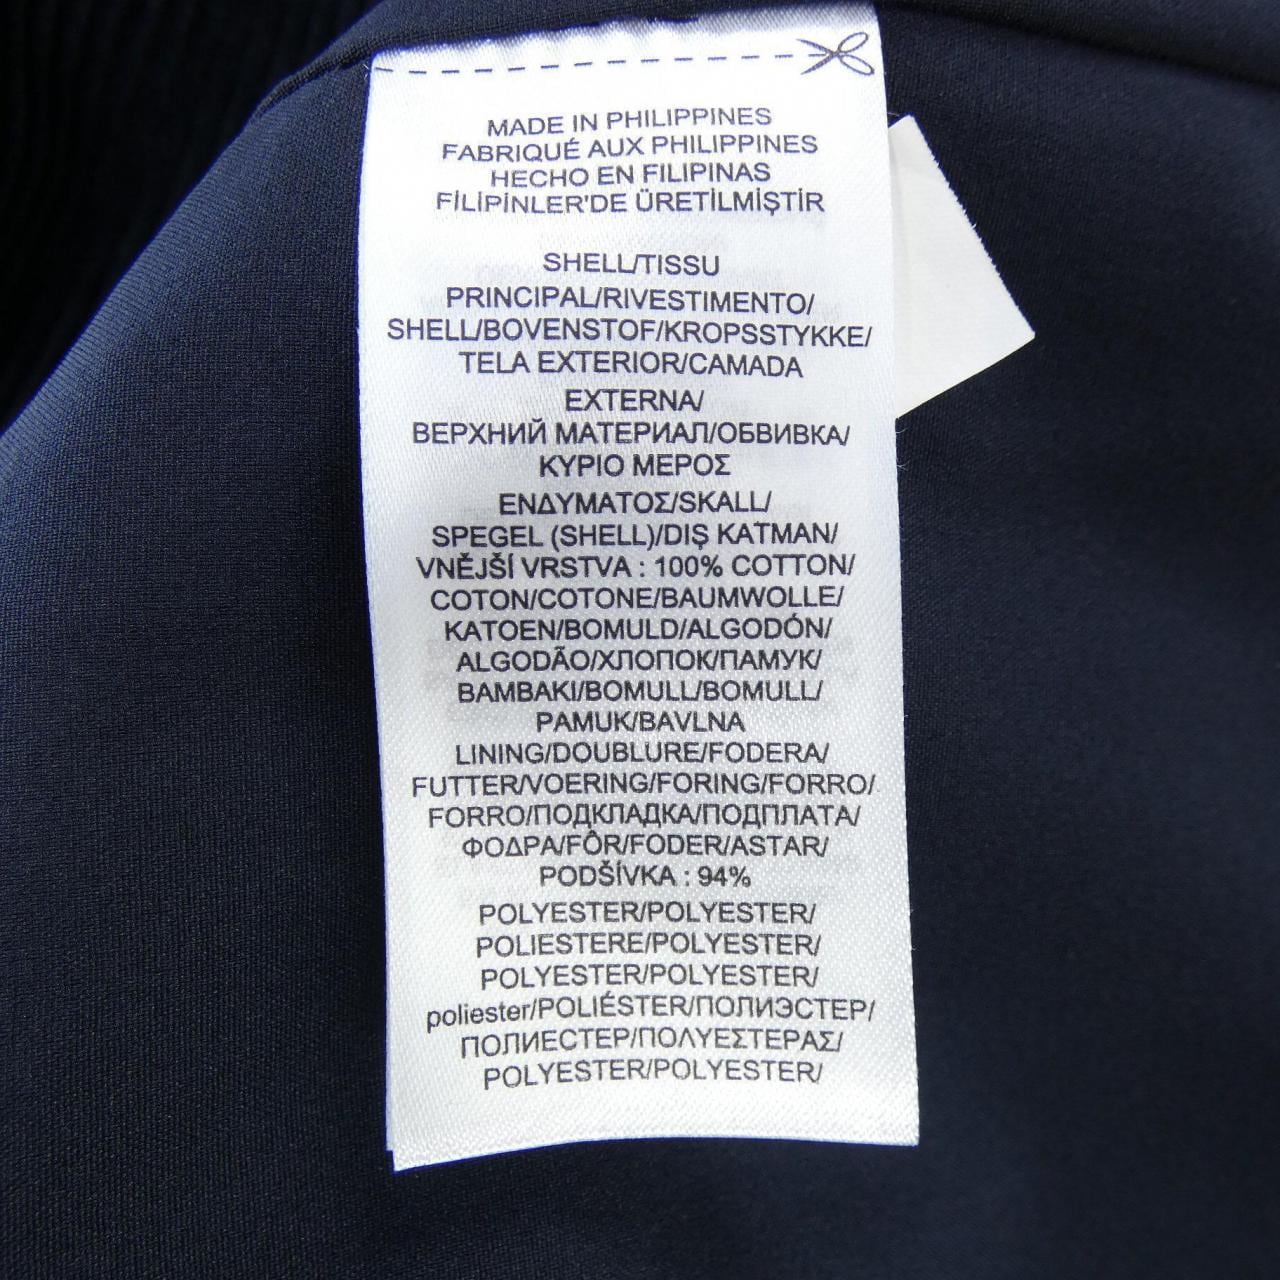 MADE IN PHILIPPINES
FABRIQUÉ AUX PHILIPPINES
HECHO EN FILIPINAS
FİLİPİNLER'DE ÜRETİLMİŞTİR
SHELL/TISSU
PRINCIPAL/RIVESTIMENTO/
SHELL/BOVENSTOF/KROPSSTYKKE/
TELA EXTERIOR/CAMADA
EXTERNA/
ВЕРХНИЙ МАТЕРИАЛ/ОБВИВКА/
ΚΥΡΙΟ ΜΕΡΟΣ
ΕΝΔΥΜΑΤΟΣ/SKALL/
SPEGEL (SHELL)/DIŞ KATMAN/
VNĚJŠÍ VRSTVA : 100% COTTON/
COTON/COTONE/BAUMWOLLE/
KATOEN/BOMULD/ALGODÓN/
ALGODÃO/ХЛОПОК/ПАМУК/
ΒΑΜΒΑΚΙ/BOMULL/BOMULL/
PAMUK/BAVLNA
LINING/DOUBLURE/FODERA/
FUTTER/VOERING/FORING/FORRO/
FORRO/ПОДКЛАДКА/ПОДПЛАТА/
ΦΟΔΡΑ/FÔR/FODER/ASTAR/
PODŠÍVKA : 94%
POLYESTER/POLYESTER/
POLIESTERE/POLYESTER/
POLYESTER/POLYESTER/
poliester/POLIÉSTER/ПОЛИЭСТЕР/
ПОЛИЕСТЕР/ΠΟΛΥΕΣΤΕΡΑΣ/
POLYESTER/POLYESTER/